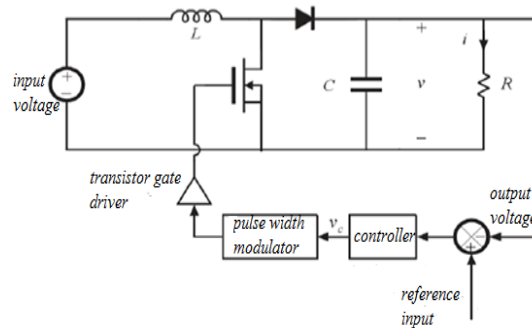 L
+
i
input
voltage
+
−
C
v
R
−
transistor gate
driver
output
voltage
pulse width
modulator
v_c
controller
−
+
reference
input